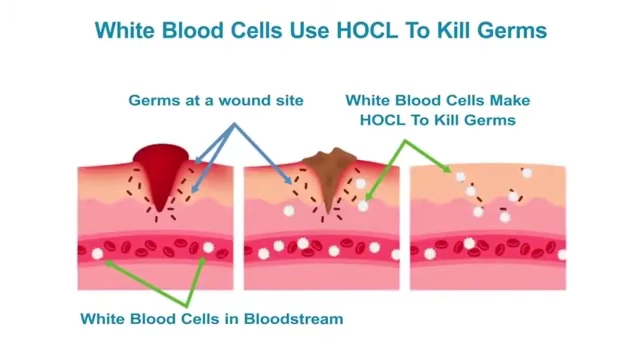 White Blood Cells Use HOCL To Kill Germs
Germs at a wound site
White Blood Cells Make
HOCL To Kill Germs
White Blood Cells in Bloodstream